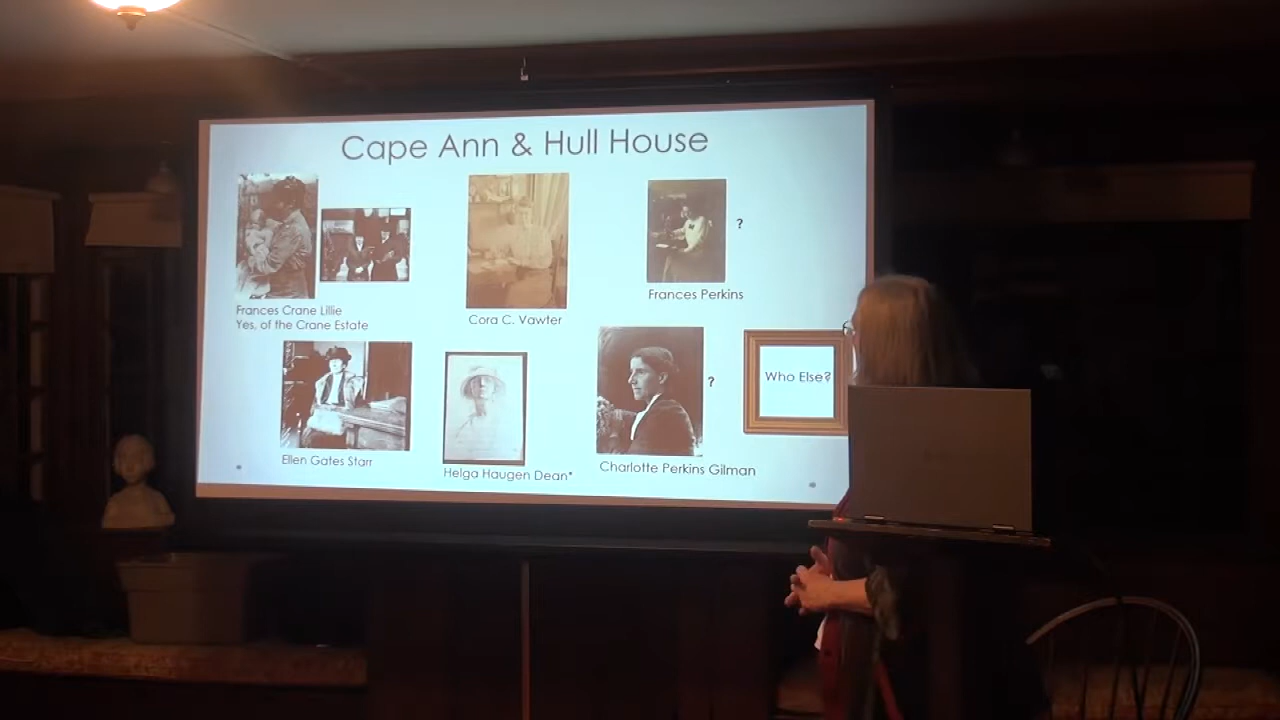 Cape Ann & Hull House
Frances Crane Lillie
Yes, of the Crane Estate
Cora C. Vawter
?
Frances Perkins
Ellen Gates Starr
Helga Haugen Dean*
?
Charlotte Perkins Gilman
Who Else?